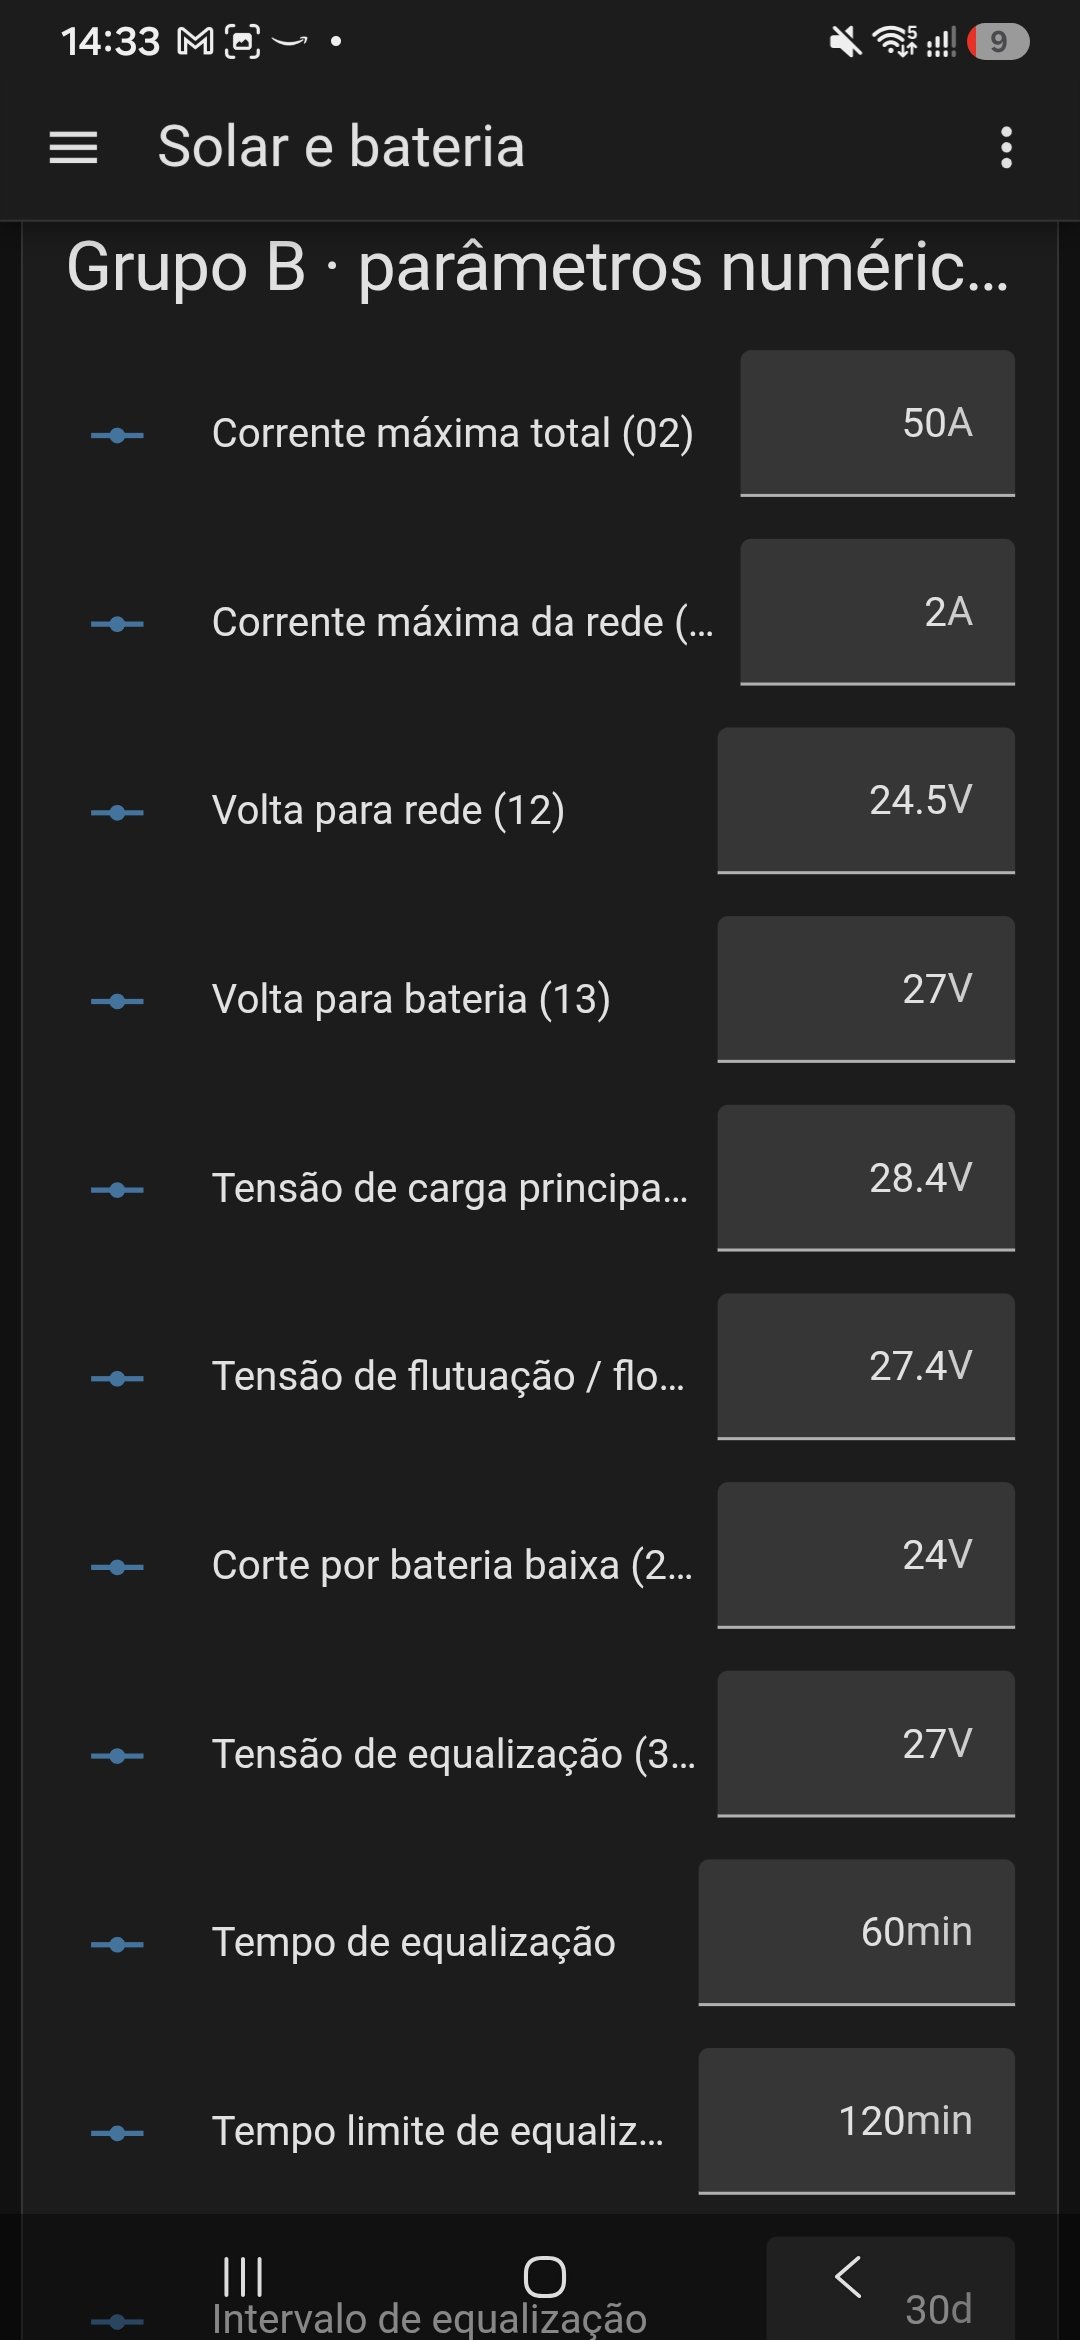 14:33
5
9
Solar e bateria
Grupo B · parâmetros numéric...
Corrente máxima total (02)
50A
Corrente máxima da rede (...
2A
Volta para rede (12)
24.5V
Volta para bateria (13)
27V
Tensão de carga principa...
28.4V
Tensão de flutuação / flo...
27.4V
Corte por bateria baixa (2...
24V
Tensão de equalização (3...
27V
Tempo de equalização
60min
Tempo limite de equaliz...
120min
Intervalo de equalização
30d